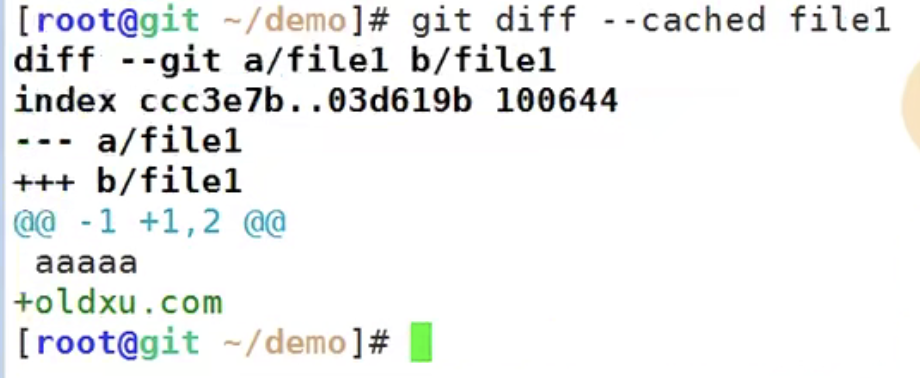 [root@git ~/demo]# git diff --cached file1
diff --git a/file1 b/file1
index ccc3e7b..03d619b 100644
--- a/file1
+++ b/file1
@@ -1 +1,2 @@
 aaaaa
+oldxu.com
[root@git ~/demo]#